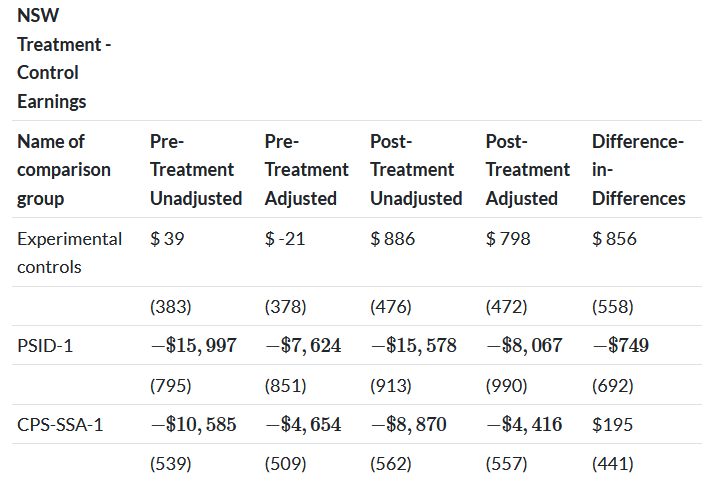 NSW
Treatment -
Control
Earnings
Name of comparison group Pre-Treatment Unadjusted Pre-Treatment Adjusted Post-Treatment Unadjusted Post-Treatment Adjusted Difference-in-Differences
Experimental controls $ 39 $ -21 $ 886 $ 798 $ 856
(383) (378) (476) (472) (558)
PSID-1 −$15, 997 −$7, 624 −$15, 578 −$8, 067 −$749
(795) (851) (913) (990) (692)
CPS-SSA-1 −$10, 585 −$4, 654 −$8, 870 −$4, 416 $195
(539) (509) (562) (557) (441)